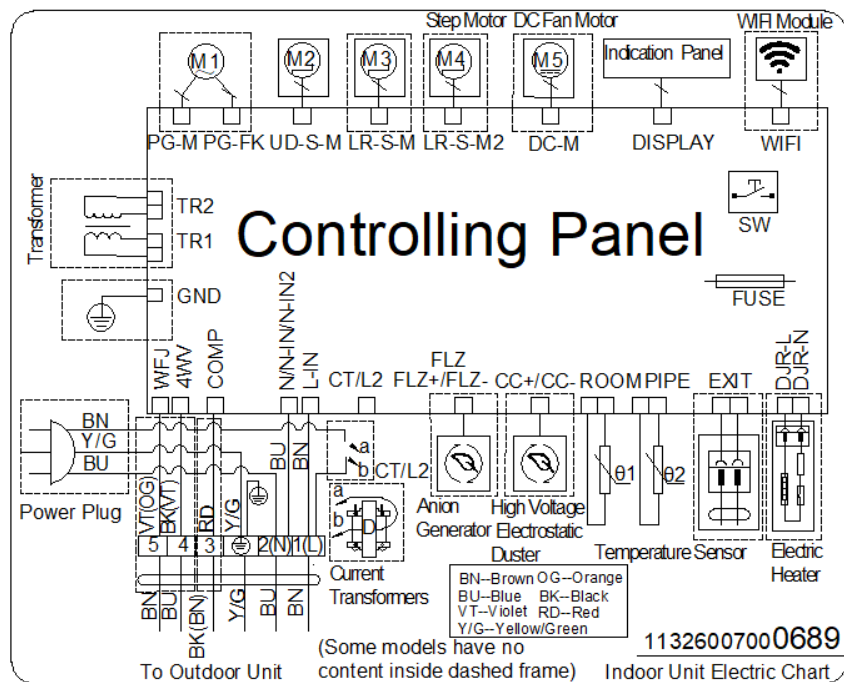 Step Motor DC Fan Motor WIFI Module
M1 M2 M3 M4 M5 Indication Panel
PG-M PG-FK UD-S-M LR-S-M LR-S-M2 DC-M DISPLAY WIFI
Transformer
TR2
TR1
Controlling Panel
SW
GND
FUSE
WFJ
4WV
COMP
N/N-IN/N-IN2
L-IN
CT/L2
FLZ
FLZ+/FLZ-
CC+/CC-
ROOM
PIPE
EXIT
DJR-L
DJR-N
BN
Y/G
BU
Power Plug
BU
BN
a
b
CT/L2
θ1
θ2
VT(OG)
BK(VT)
RD
Y/G
a
b
D
5 4 3 2(N) 1(L)
Current
Transformers
Anion
Generator
High Voltage
Electrostatic
Duster
Temperature Sensor
Electric
Heater
BN--Brown OG--Orange
BU--Blue BK--Black
VT--Violet RD--Red
Y/G--Yellow/Green
BN
BU
BK(BN)
Y/G
BU
BN
To Outdoor Unit
(Some models have no
content inside dashed frame)
11326007000689
Indoor Unit Electric Chart